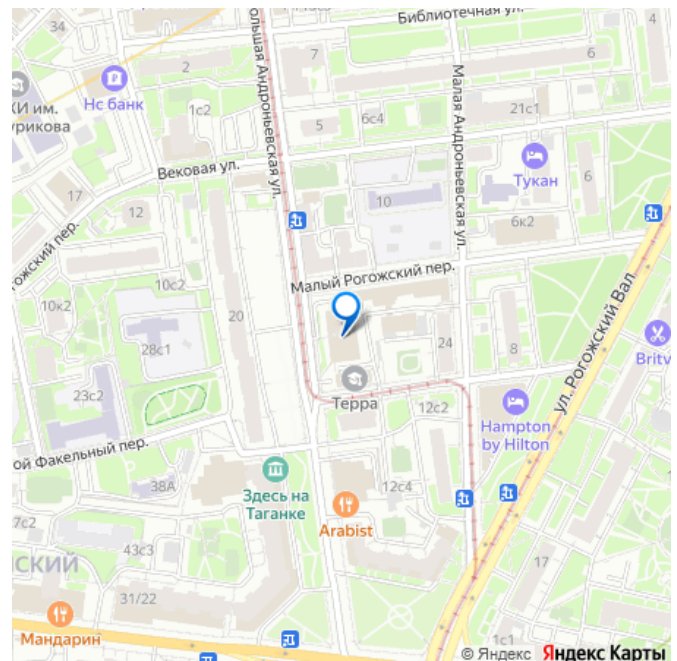 Библиотечная ул.
4
Большая Андроньевская ул.
7
6
2
Нс банк
Малая Андроньевская ул.
КИ им.
урикова
1с2
5
6с4
21с1
Вековая ул.
Тукан
17
12
10
6
6к2
ожский пер.
10с2
Малый Рогожский пер.
10к2
20
28с1
24
8
ул. Рогожский Вал
Britv
23с2
Терра
12с2
Hampton
by Hilton
ой Факельный пер.
38А
Здесь на
Таганке
12с4
Arabist
7с2
43с3
СКИЙ
17
31/22
Мандарин
1с1
© Яндекс Яндекс Карты